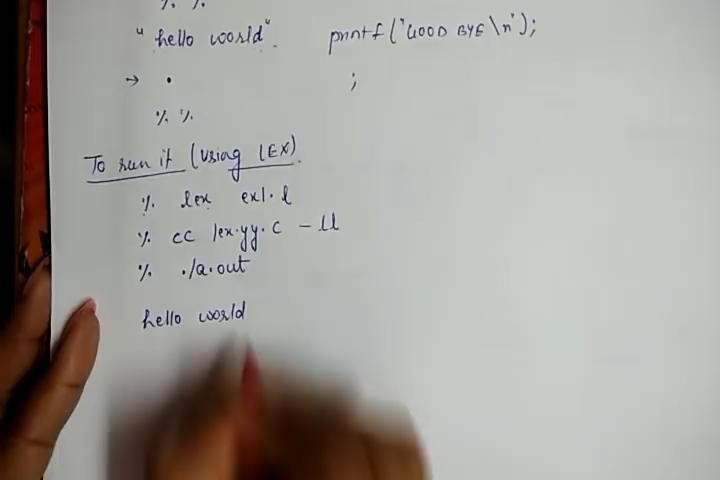 % %
"hello world" printf("GOOD BYE \n");
→ . ;
% %
To run it (using LEX)
% lex ex1.l
% cc lex.yy.c -ll
% ./a.out
hello world